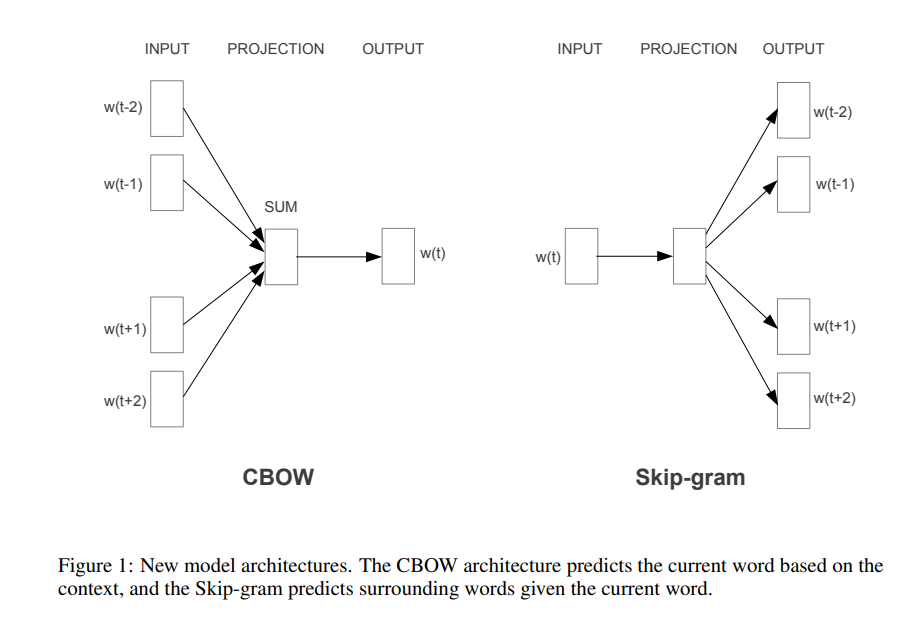 INPUT PROJECTION OUTPUT
w(t-2)
w(t-1)
SUM
w(t)
w(t+1)
w(t+2)
CBOW
INPUT PROJECTION OUTPUT
w(t-2)
w(t-1)
w(t)
w(t+1)
w(t+2)
Skip-gram
Figure 1: New model architectures. The CBOW architecture predicts the current word based on the
context, and the Skip-gram predicts surrounding words given the current word.